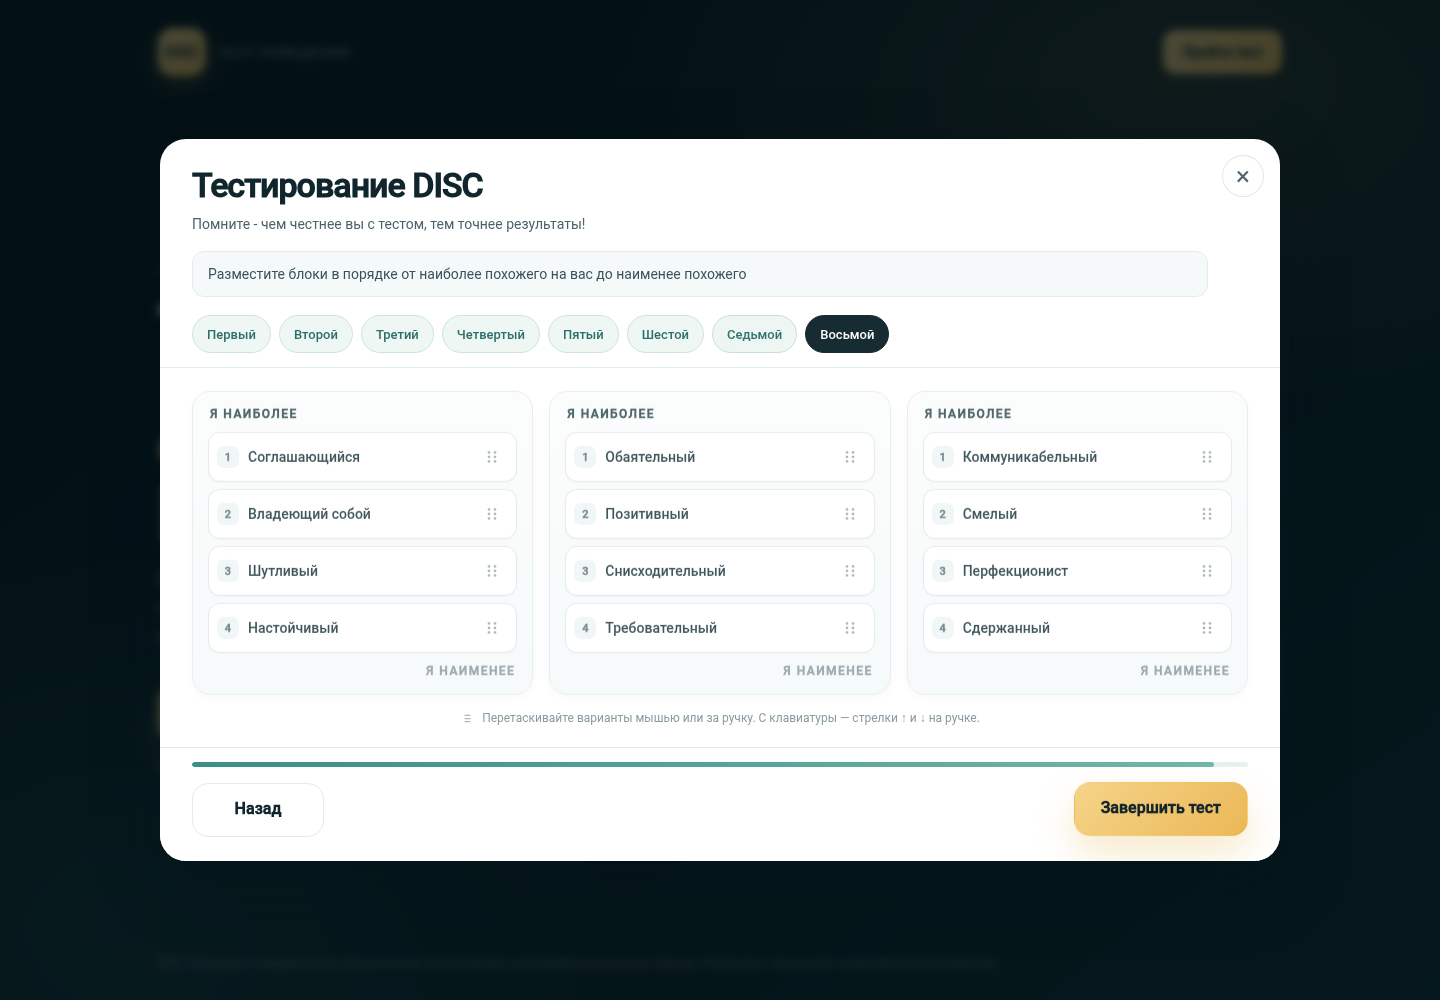 Тестирование DISC
Помните - чем честнее вы с тестом, тем точнее результаты!
Разместите блоки в порядке от наиболее похожего на вас до наименее похожего
Первый Второй Третий Четвертый Пятый Шестой Седьмой Восьмой
Я НАИБОЛЕЕ
1 Соглашающийся
2 Владеющий собой
3 Шутливый
4 Настойчивый
Я НАИМЕНЕЕ
Я НАИБОЛЕЕ
1 Обаятельный
2 Позитивный
3 Снисходительный
4 Требовательный
Я НАИМЕНЕЕ
Я НАИБОЛЕЕ
1 Коммуникабельный
2 Смелый
3 Перфекционист
4 Сдержанный
Я НАИМЕНЕЕ
Перетаскивайте варианты мышью или за ручку. С клавиатуры — стрелки ↑ и ↓ на ручке.
Назад
Завершить тест